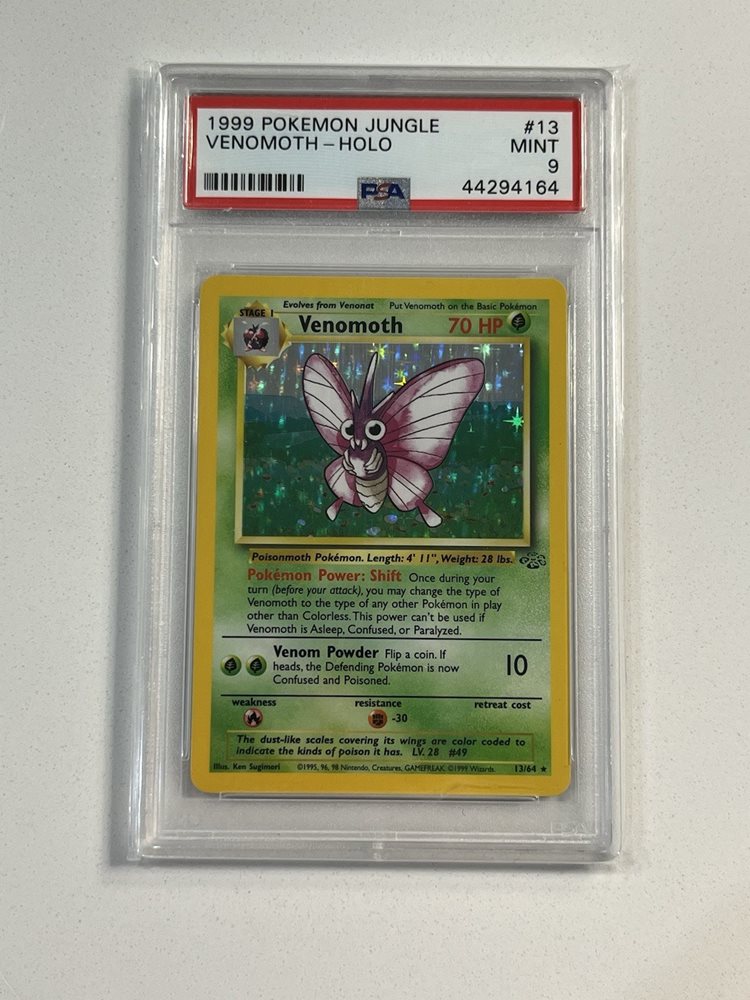 1999 POKEMON JUNGLE #13
VENOMOTH – HOLO MINT
9
PSA 44294164
Evolves from Venonat Put Venomoth on the Basic Pokémon
STAGE 1
Venomoth 70 HP
Poisonmoth Pokémon. Length: 4' 11", Weight: 28 lbs.
Pokémon Power: Shift Once during your
turn (before your attack), you may change the type of
Venomoth to the type of any other Pokémon in play
other than Colorless. This power can't be used if
Venomoth is Asleep, Confused, or Paralyzed.
Venom Powder Flip a coin. If
heads, the Defending Pokémon is now 10
Confused and Poisoned.
weakness resistance retreat cost
-30
The dust-like scales covering its wings are color coded to
indicate the kinds of poison it has. LV. 28 #49
Illus. Ken Sugimori ©1995, 96, 98 Nintendo, Creatures, GAMEFREAK. ©1999 Wizards. 13/64 ★